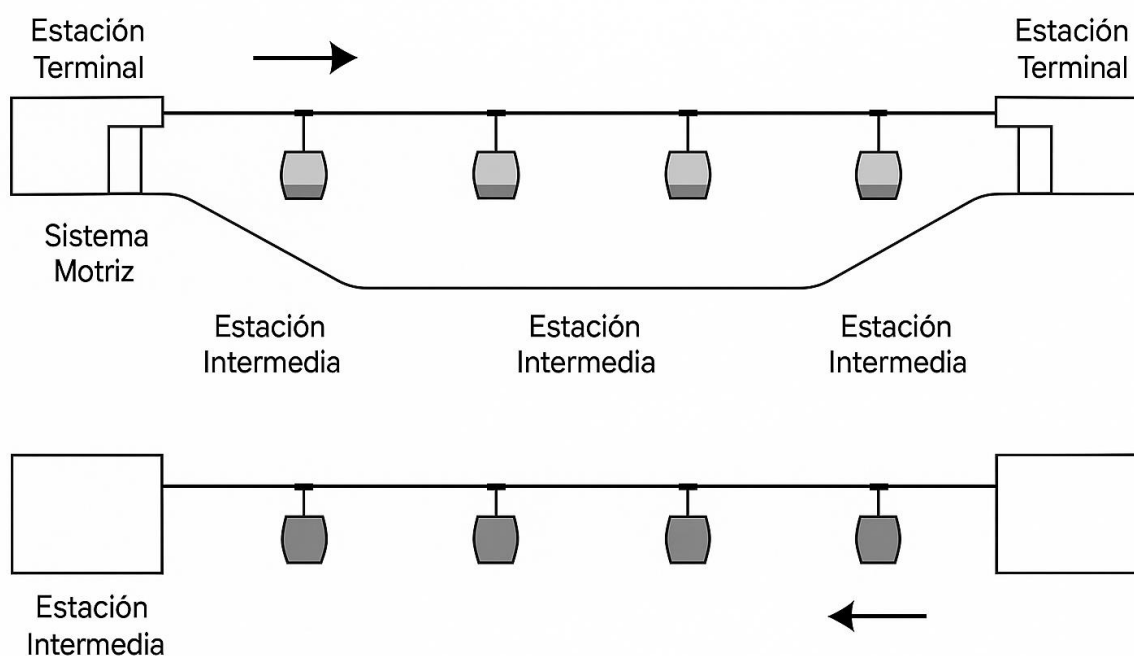 Estación
Terminal
Estación
Terminal
Sistema
Motriz
Estación
Intermedia
Estación
Intermedia
Estación
Intermedia
Estación
Intermedia